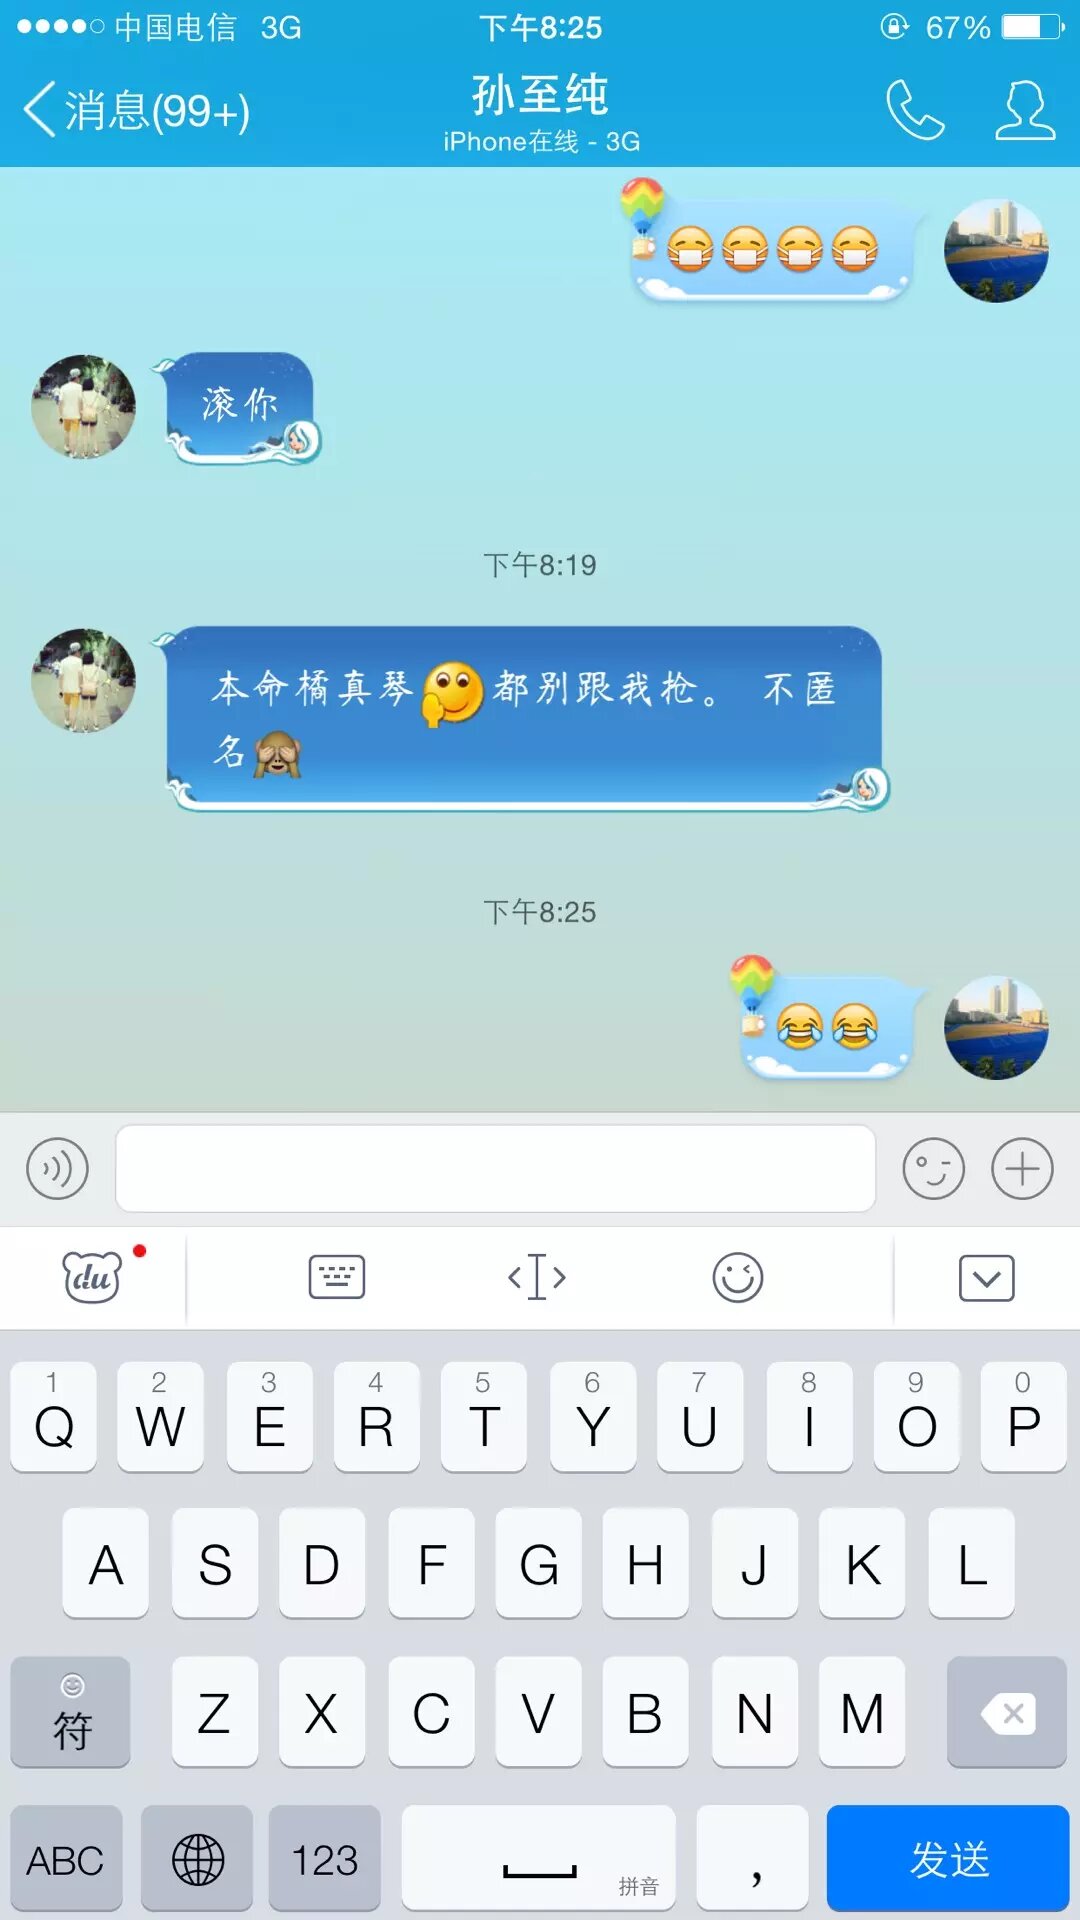 中国电信 3G 下午8:25 67%
消息(99+) 孙至纯
iPhone在线 - 3G
滚你
下午8:19
本命橘真琴都别跟我抢。 不匿
名
下午8:25
du
1 2 3 4 5 6 7 8 9 0
Q W E R T Y U I O P
A S D F G H J K L
符 Z X C V B N M
ABC 123 拼音 , 发送